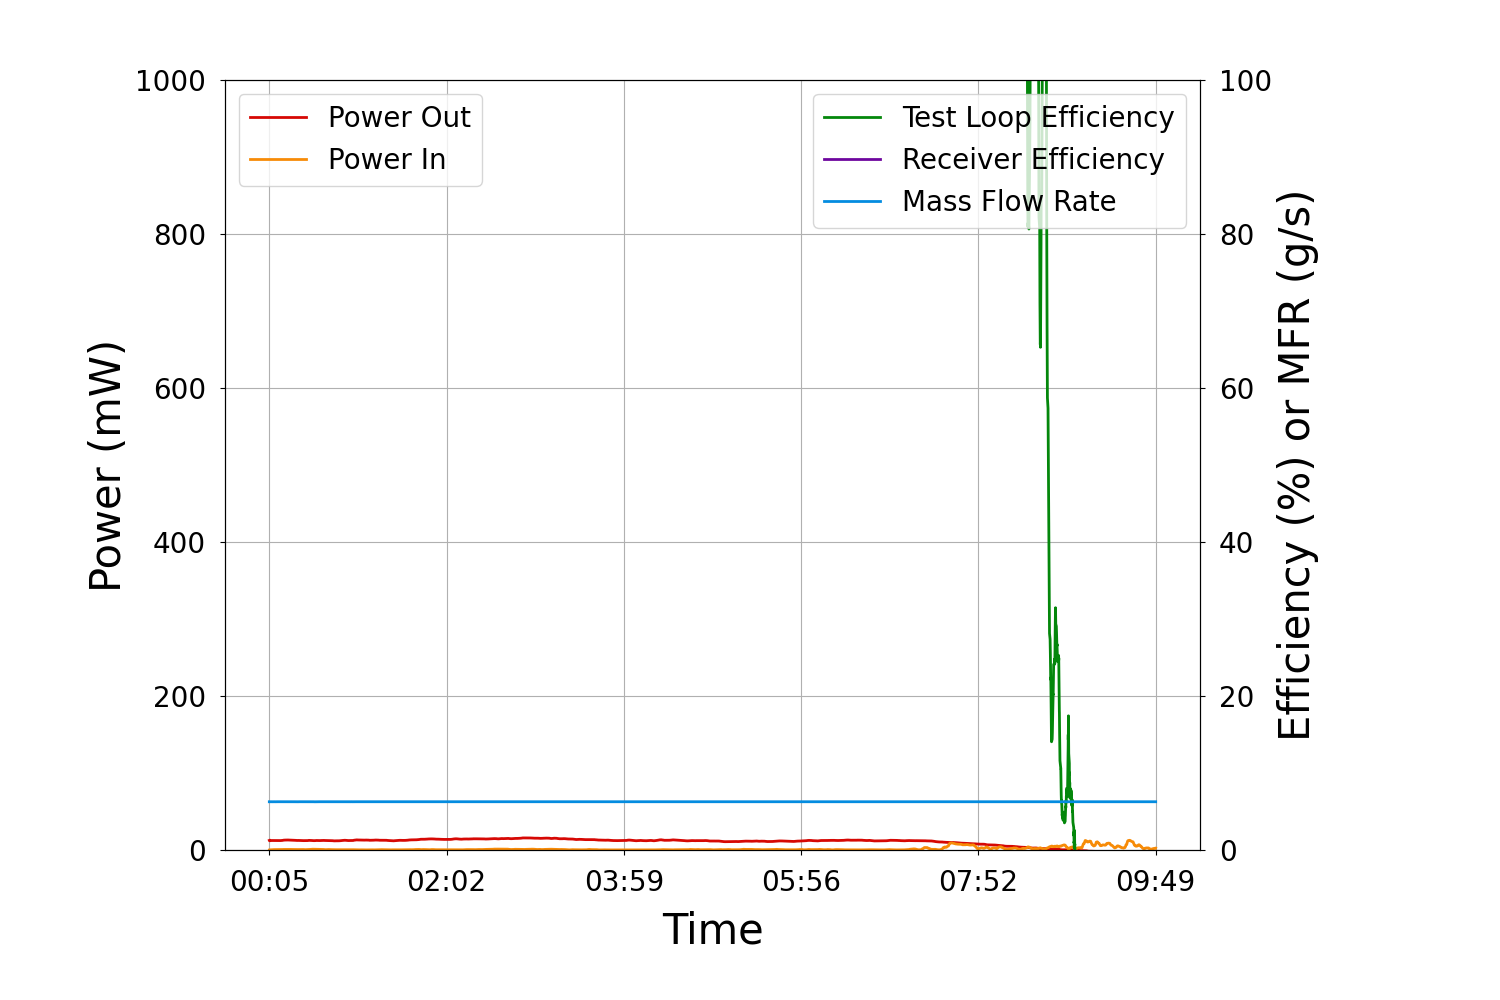 1000
800
600
400
200
0
Power (mW)
Power Out
Power In
Test Loop Efficiency
Receiver Efficiency
Mass Flow Rate
100
80
60
40
20
0
Efficiency (%) or MFR (g/s)
00:05 02:02 03:59 05:56 07:52 09:49
Time